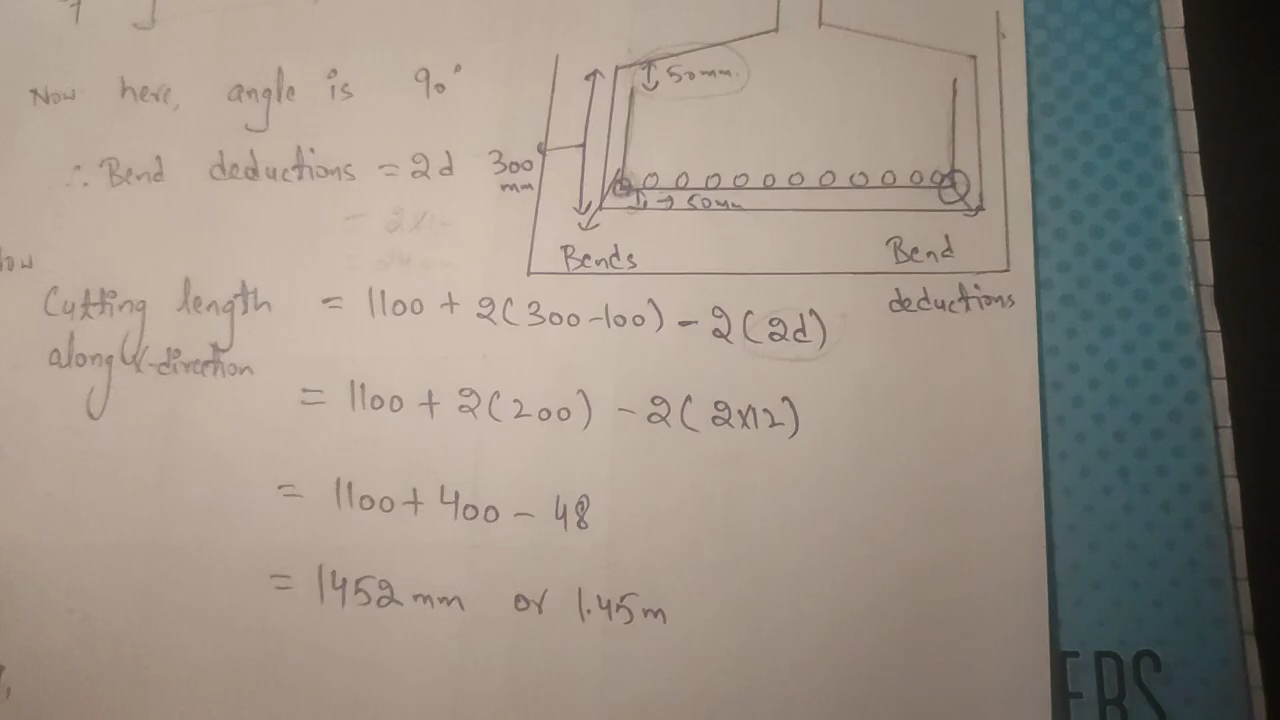 Now here, angle is 90°
∴ Bend deductions = 2d
50mm.
300
mm
50mm
Bends
Bend
deductions
Now
Cutting length = 1100 + 2(300-100) - 2(2d)
along X-direction
= 1100 + 2(200) - 2(2x12)
= 1100 + 400 - 48
= 1452 mm or 1.45m
ERS